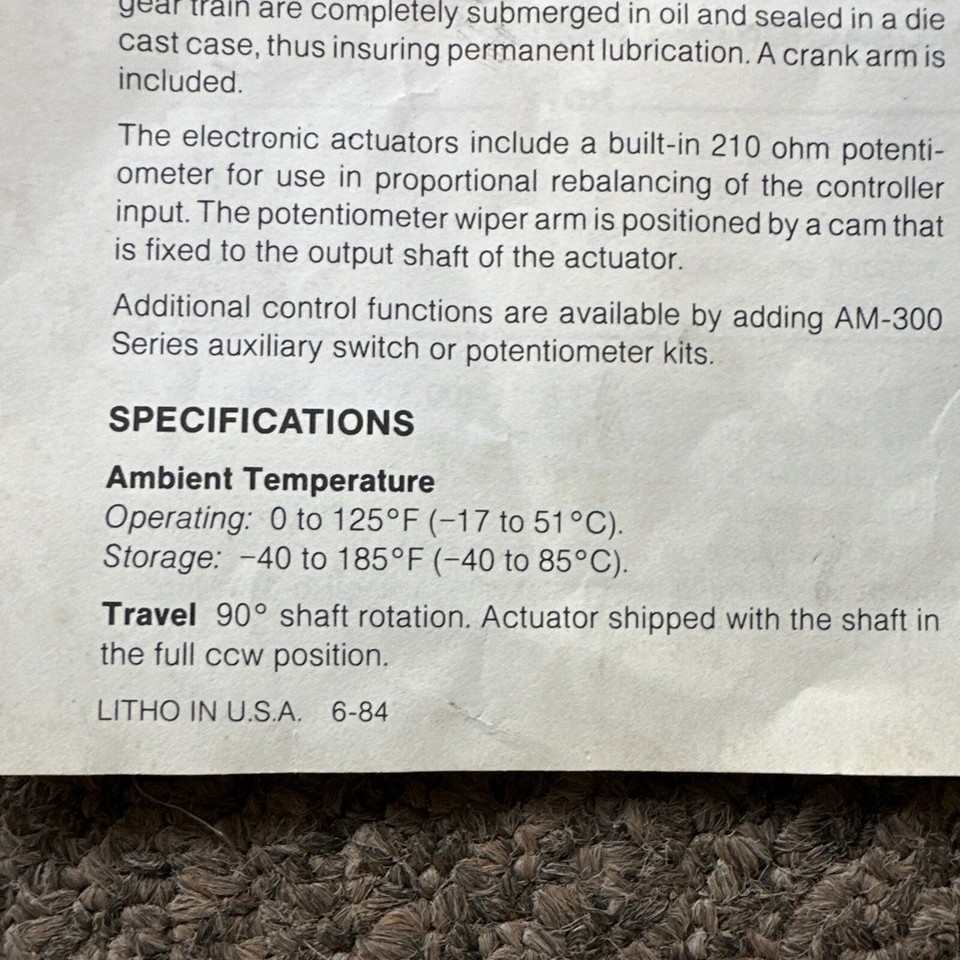 gear train are completely submerged in oil and sealed in a die
cast case, thus insuring permanent lubrication. A crank arm is
included.
The electronic actuators include a built-in 210 ohm potenti-
ometer for use in proportional rebalancing of the controller
input. The potentiometer wiper arm is positioned by a cam that
is fixed to the output shaft of the actuator.
Additional control functions are available by adding AM-300
Series auxiliary switch or potentiometer kits.
SPECIFICATIONS
Ambient Temperature
Operating: 0 to 125°F (−17 to 51°C).
Storage: −40 to 185°F (−40 to 85°C).
Travel 90° shaft rotation. Actuator shipped with the shaft in
the full ccw position.
LITHO IN U.S.A. 6-84